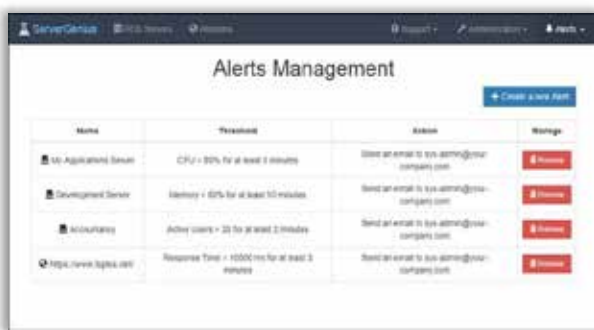 ServerGenius Servers Websites Support Administration Alerts
Alerts Management
+ Create a new Alert
Name Threshold Action Manage
My Applications Server CPU > for at least 3 minutes Send an email to sys-admin@your-
company.com Remove
Development Server Memory > for at least 10 minutes Send an email to sys-admin@your-
company.com Remove
Accountancy Active Users > for at least 2 minutes Send an email to sys-admin@your-
company.com Remove
Response Time > 10000 ms for at least 3
minutes Send an email to sys-admin@your-
company.com Remove